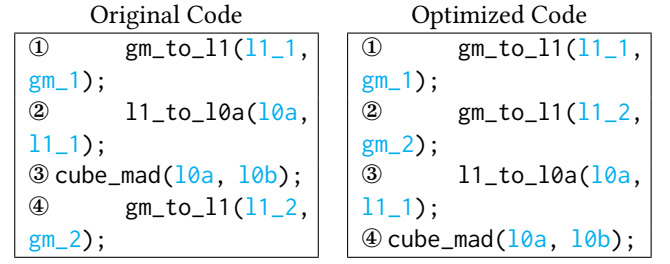 Original Code
① gm_to_l1(l1_1,
gm_1);
② l1_to_l0a(l0a,
l1_1);
③ cube_mad(l0a, l0b);
④ gm_to_l1(l1_2,
gm_2);
Optimized Code
① gm_to_l1(l1_1,
gm_1);
② gm_to_l1(l1_2,
gm_2);
③ l1_to_l0a(l0a,
l1_1);
④ cube_mad(l0a, l0b);